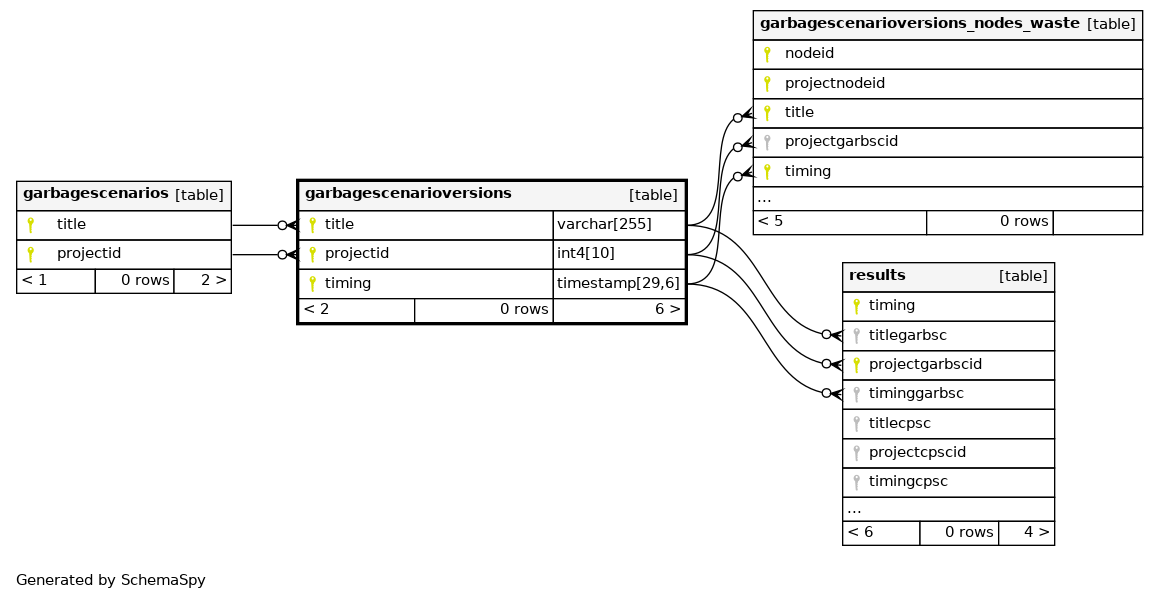 garbagescenarios [table]
title
projectid
< 1 0 rows 2 >
garbagescenarioversions [table]
title varchar[255]
projectid int4[10]
timing timestamp[29,6]
< 2 0 rows 6 >
garbagescenarioversions_nodes_waste [table]
nodeid
projectnodeid
title
projectgarbscid
timing
...
< 5 0 rows
results [table]
timing
titlegarbsc
projectgarbscid
timinggarbsc
titlecpsc
projectcpscid
timingcpsc
...
< 6 0 rows 4 >
Generated by SchemaSpy